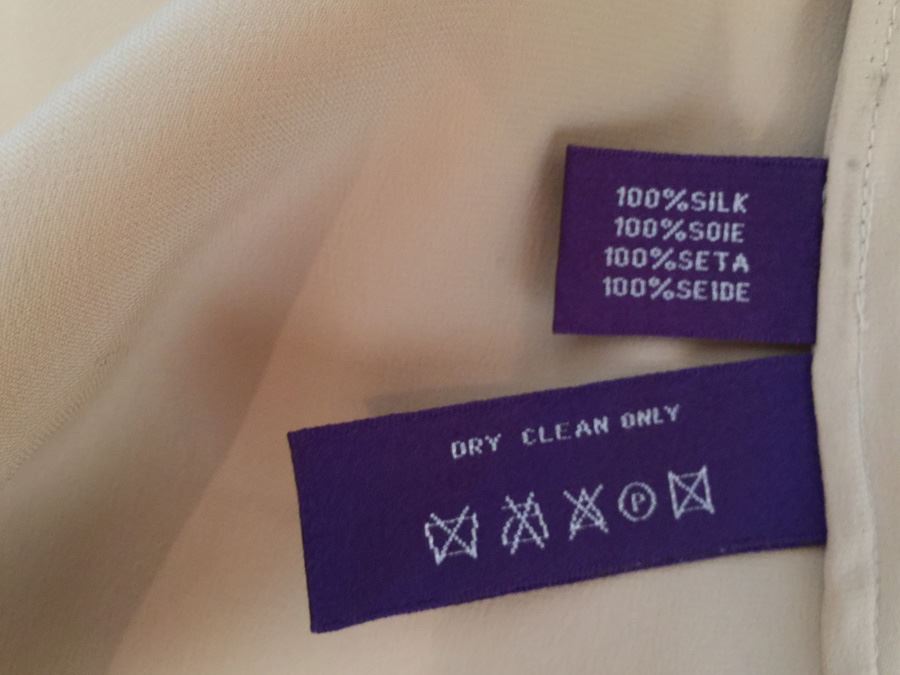 100%SILK
100%SOIE
100%SETA
100%SEIDE
DRY CLEAN ONLY
P